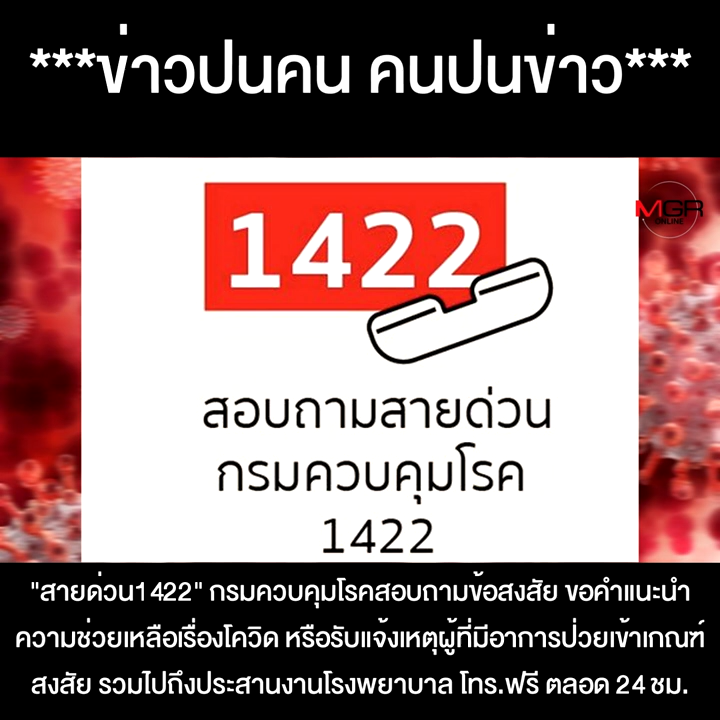 ***ข่าวปนคน คนปนข่าว***
1422
MGR
ONLINE
สอบถามสายด่วน
กรมควบคุมโรค
1422
"สายด่วน1422" กรมควบคุมโรคสอบถามข้อสงสัย ขอคำแนะนำ
ความช่วยเหลือเรื่องโควิด หรือรับแจ้งเหตุผู้ที่มีอาการป่วยเข้าเกณฑ์
สงสัย รวมไปถึงประสานงานโรงพยาบาล โทร.ฟรี ตลอด 24 ชม.